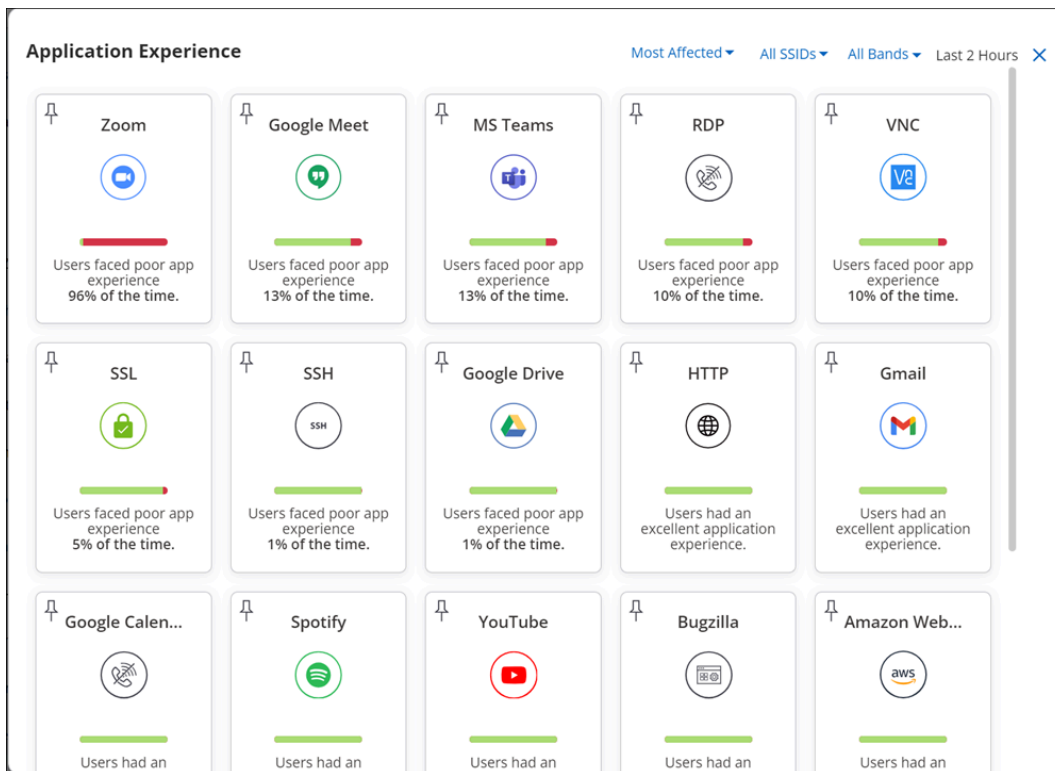 Application Experience
Most Affected All SSIDs All Bands Last 2 Hours
Zoom
Users faced poor app
experience
96% of the time.
Google Meet
Users faced poor app
experience
13% of the time.
MS Teams
Users faced poor app
experience
13% of the time.
RDP
Users faced poor app
experience
10% of the time.
VNC
V2
Users faced poor app
experience
10% of the time.
SSL
Users faced poor app
experience
5% of the time.
SSH
SSH
Users faced poor app
experience
1% of the time.
Google Drive
Users faced poor app
experience
1% of the time.
HTTP
Users had an
excellent application
experience.
Gmail
Users had an
excellent application
experience.
Google Calen...
Users had an
Spotify
Users had an
YouTube
Users had an
Bugzilla
Users had an
Amazon Web...
aws
Users had an